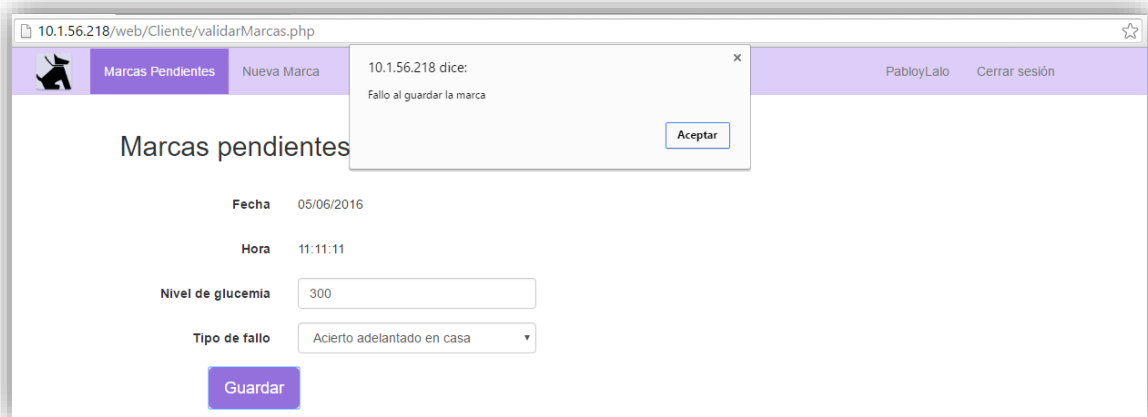 10.1.56.218/web/Cliente/validarMarcas.php
Marcas Pendientes
Nueva Marca
PabloyLalo
Cerrar sesión
10.1.56.218 dice:
Fallo al guardar la marca
Aceptar
Marcas pendientes
Fecha 05/06/2016
Hora 11:11:11
Nivel de glucemia 300
Tipo de fallo Acierto adelantado en casa
Guardar